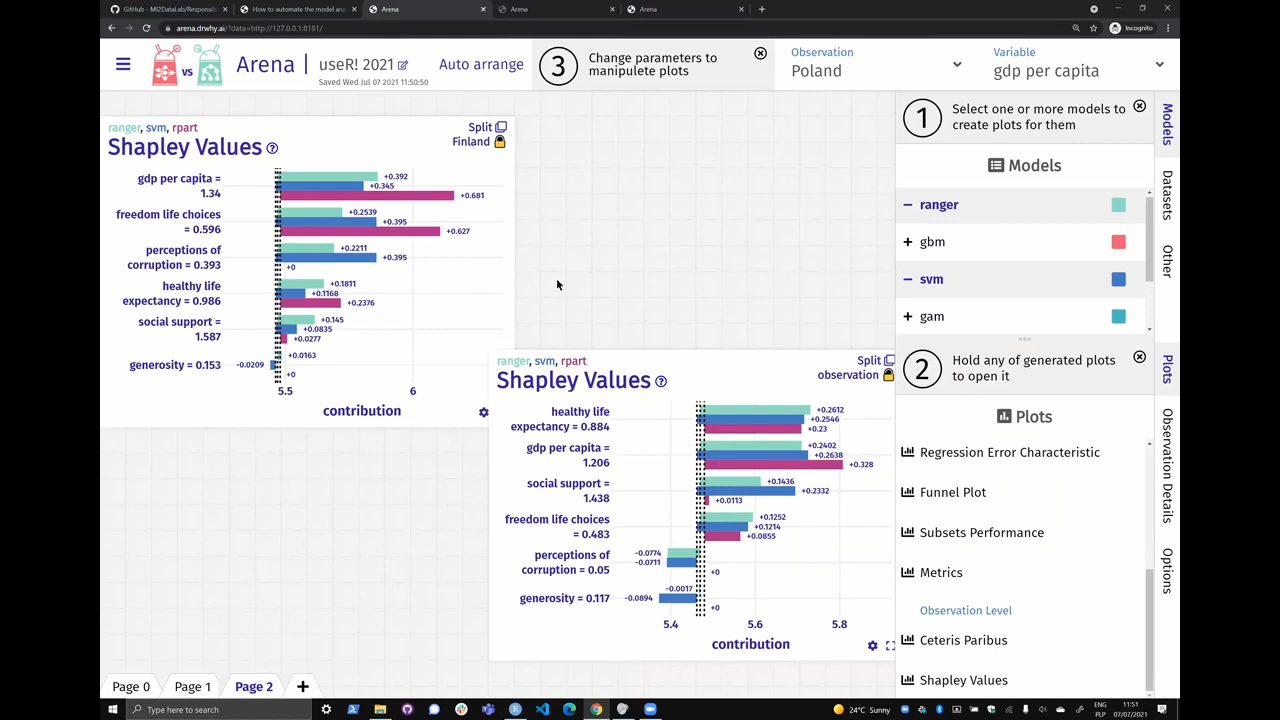 GitHub - MI2DataLab/Responsib
How to automate the model ana
Arena
Arena
Arena
arena.drwhy.ai/?data=http://127.0.0.1:8181/
Incognito
vs
Arena
useR! 2021
Saved Wed Jul 07 2021 11:50:50
Auto arrange
3
Change parameters to
manipulete plots
Observation
Poland
Variable
gdp per capita
ranger, svm, rpart
Shapley Values
Split
Finland
gdp per capita =
1.34
+0.392
+0.345
+0.681
freedom life choices
= 0.596
+0.2539
+0.395
+0.627
perceptions of
corruption = 0.393
+0.2211
+0.395
+0
healthy life
expectancy = 0.986
+0.1811
+0.1168
+0.2376
social support =
1.587
+0.145
+0.0835
+0.0277
generosity = 0.153
-0.0209
+0.0163
+0
5.5
6
contribution
ranger, svm, rpart
Shapley Values
Split
observation
healthy life
expectancy = 0.884
+0.2612
+0.2546
+0.23
gdp per capita =
1.206
+0.2402
+0.2638
+0.328
social support =
1.438
+0.1436
+0.2332
+0.0113
freedom life choices
= 0.483
+0.1252
+0.1214
+0.0855
perceptions of
corruption = 0.05
-0.0774
-0.0711
+0
generosity = 0.117
-0.0017
-0.0894
+0
5.4
5.6
5.8
contribution
1
Select one or more models to
create plots for them
Models
ranger
gbm
svm
gam
2
Hold any of generated plots
to open it
Plots
Regression Error Characteristic
Funnel Plot
Subsets Performance
Metrics
Observation Level
Ceteris Paribus
Shapley Values
Models
Datasets
Other
Plots
Observation Details
Options
Page 0
Page 1
Page 2
Type here to search
24°C Sunny
ENG
PLP
11:51
07/07/2021